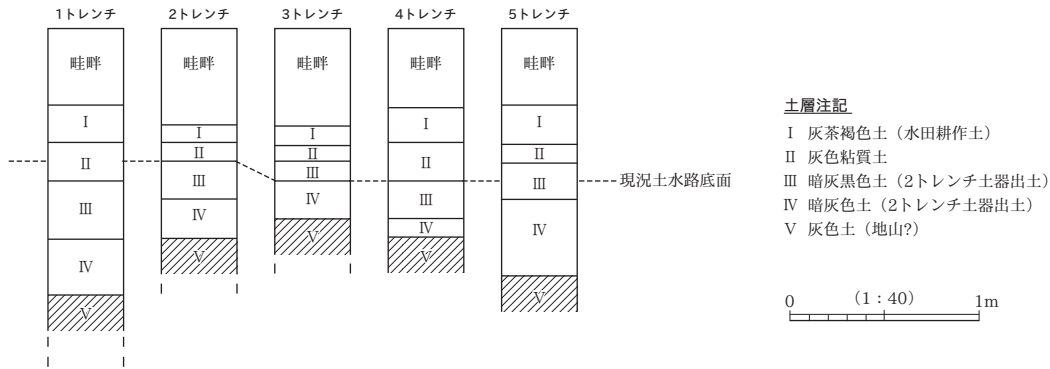 1トレンチ 2トレンチ 3トレンチ 4トレンチ 5トレンチ
畦畔 畦畔 畦畔 畦畔 畦畔
Ⅰ Ⅰ Ⅰ Ⅰ Ⅰ
Ⅱ Ⅱ Ⅱ Ⅱ Ⅱ
Ⅲ Ⅲ Ⅲ Ⅲ Ⅲ
Ⅳ Ⅳ Ⅳ Ⅳ Ⅳ
Ⅴ Ⅴ Ⅴ Ⅴ Ⅴ
現況土水路底面
土層注記
Ⅰ 灰茶褐色土（水田耕作土）
Ⅱ 灰色粘質土
Ⅲ 暗灰黒色土（2トレンチ土器出土）
Ⅳ 暗灰色土（2トレンチ土器出土）
Ⅴ 灰色土（地山?）
0 （1：40） 1m